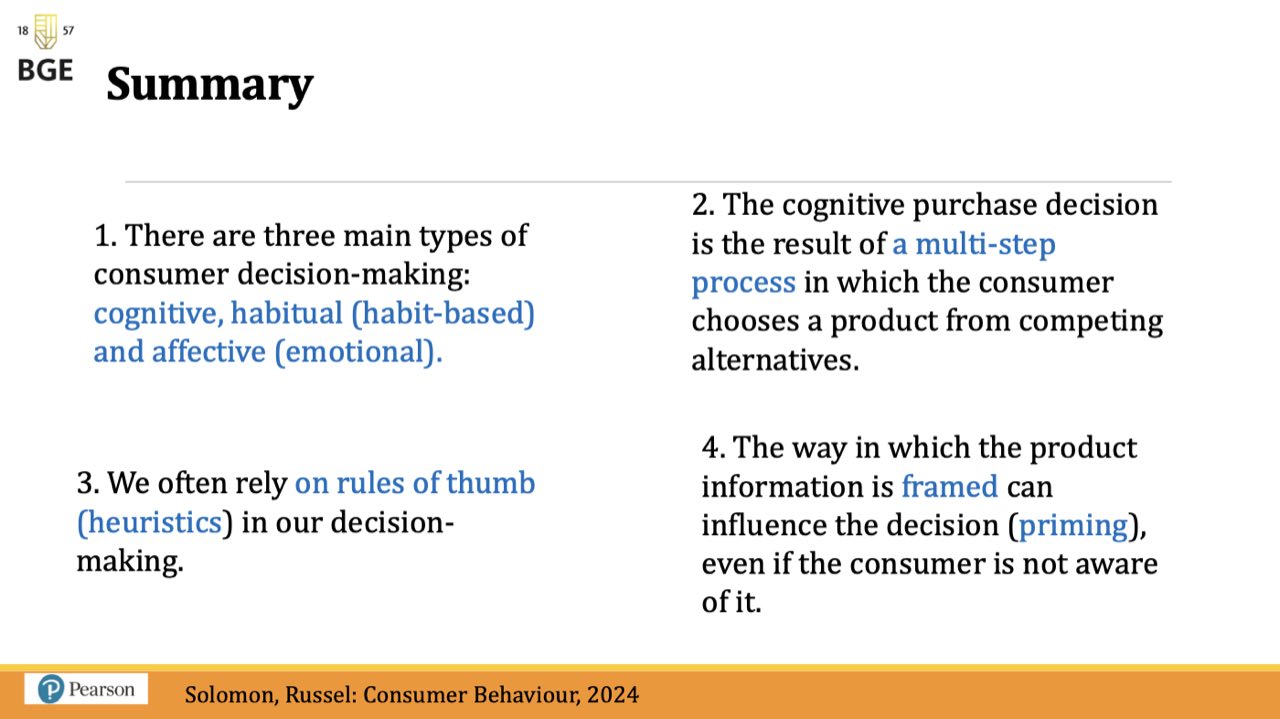 18 57
BGE
Summary
1. There are three main types of
consumer decision-making:
cognitive, habitual (habit-based)
and affective (emotional).
2. The cognitive purchase decision
is the result of a multi-step
process in which the consumer
chooses a product from competing
alternatives.
3. We often rely on rules of thumb
(heuristics) in our decision-
making.
4. The way in which the product
information is framed can
influence the decision (priming),
even if the consumer is not aware
of it.
Pearson
Solomon, Russel: Consumer Behaviour, 2024